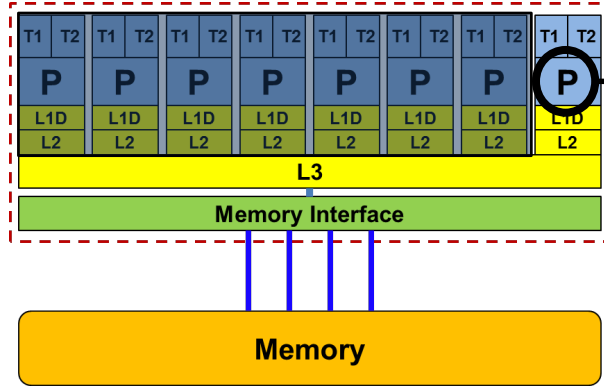 T1 T2 T1 T2 T1 T2 T1 T2 T1 T2 T1 T2 T1 T2 T1 T2
P P P P P P P P
L1D L1D L1D L1D L1D L1D L1D L1D
L2 L2 L2 L2 L2 L2 L2 L2
L3
Memory Interface
Memory